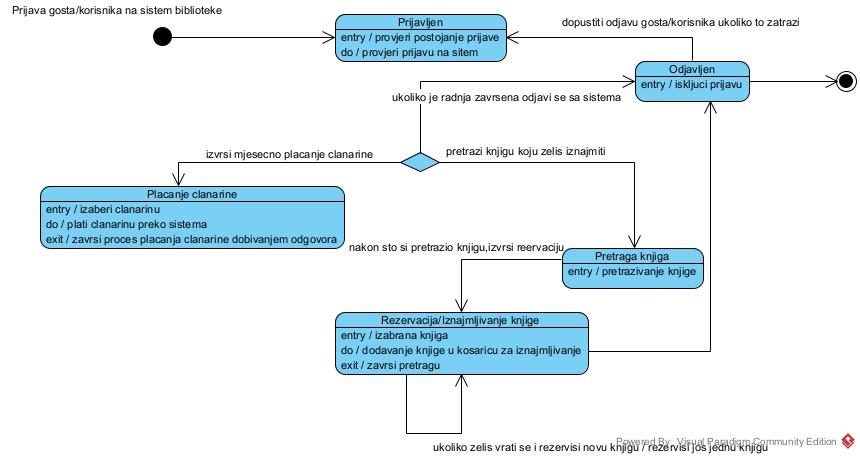 Prijava gosta/korisnika na sistem biblioteke
Prijavljen
entry / provjeri postojanje prijave
do / provjeri prijavu na sitem
dopustiti odjavu gosta/korisnika ukoliko to zatrazi
Odjavljen
entry / iskljuci prijavu
ukoliko je radnja zavrsena odjavi se sa sistema
izvrsi mjesecno placanje clanarine
pretrazi knjigu koju zelis iznajmiti
Placanje clanarine
entry / izaberi clanarinu
do / plati clanarinu preko sistema
exit / zavrsi proces placanja clanarine dobivanjem odgovora
nakon sto si pretrazio knjigu,izvrsi reervaciju
Pretraga knjiga
entry / pretrazivanje knjige
Rezervacija/Iznajmljivanje knjige
entry / izabrana knjiga
do / dodavanje knjige u kosaricu za iznajmljivanje
exit / zavrsi pretragu
Powered By Visual Paradigm Community Edition
ukoliko zelis vrati se i rezervisi novu knjigu / rezervisi jos jednu knjigu